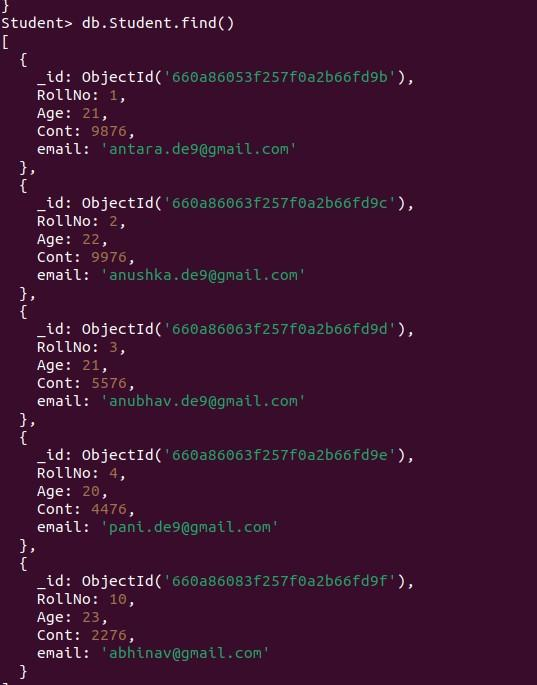 }
Student> db.Student.find()
[
  {
    _id: ObjectId('660a86053f257f0a2b66fd9b'),
    RollNo: 1,
    Age: 21,
    Cont: 9876,
    email: 'antara.de9@gmail.com'
  },
  {
    _id: ObjectId('660a86063f257f0a2b66fd9c'),
    RollNo: 2,
    Age: 22,
    Cont: 9976,
    email: 'anushka.de9@gmail.com'
  },
  {
    _id: ObjectId('660a86063f257f0a2b66fd9d'),
    RollNo: 3,
    Age: 21,
    Cont: 5576,
    email: 'anubhav.de9@gmail.com'
  },
  {
    _id: ObjectId('660a86063f257f0a2b66fd9e'),
    RollNo: 4,
    Age: 20,
    Cont: 4476,
    email: 'pani.de9@gmail.com'
  },
  {
    _id: ObjectId('660a86083f257f0a2b66fd9f'),
    RollNo: 10,
    Age: 23,
    Cont: 2276,
    email: 'abhinav@gmail.com'
  }